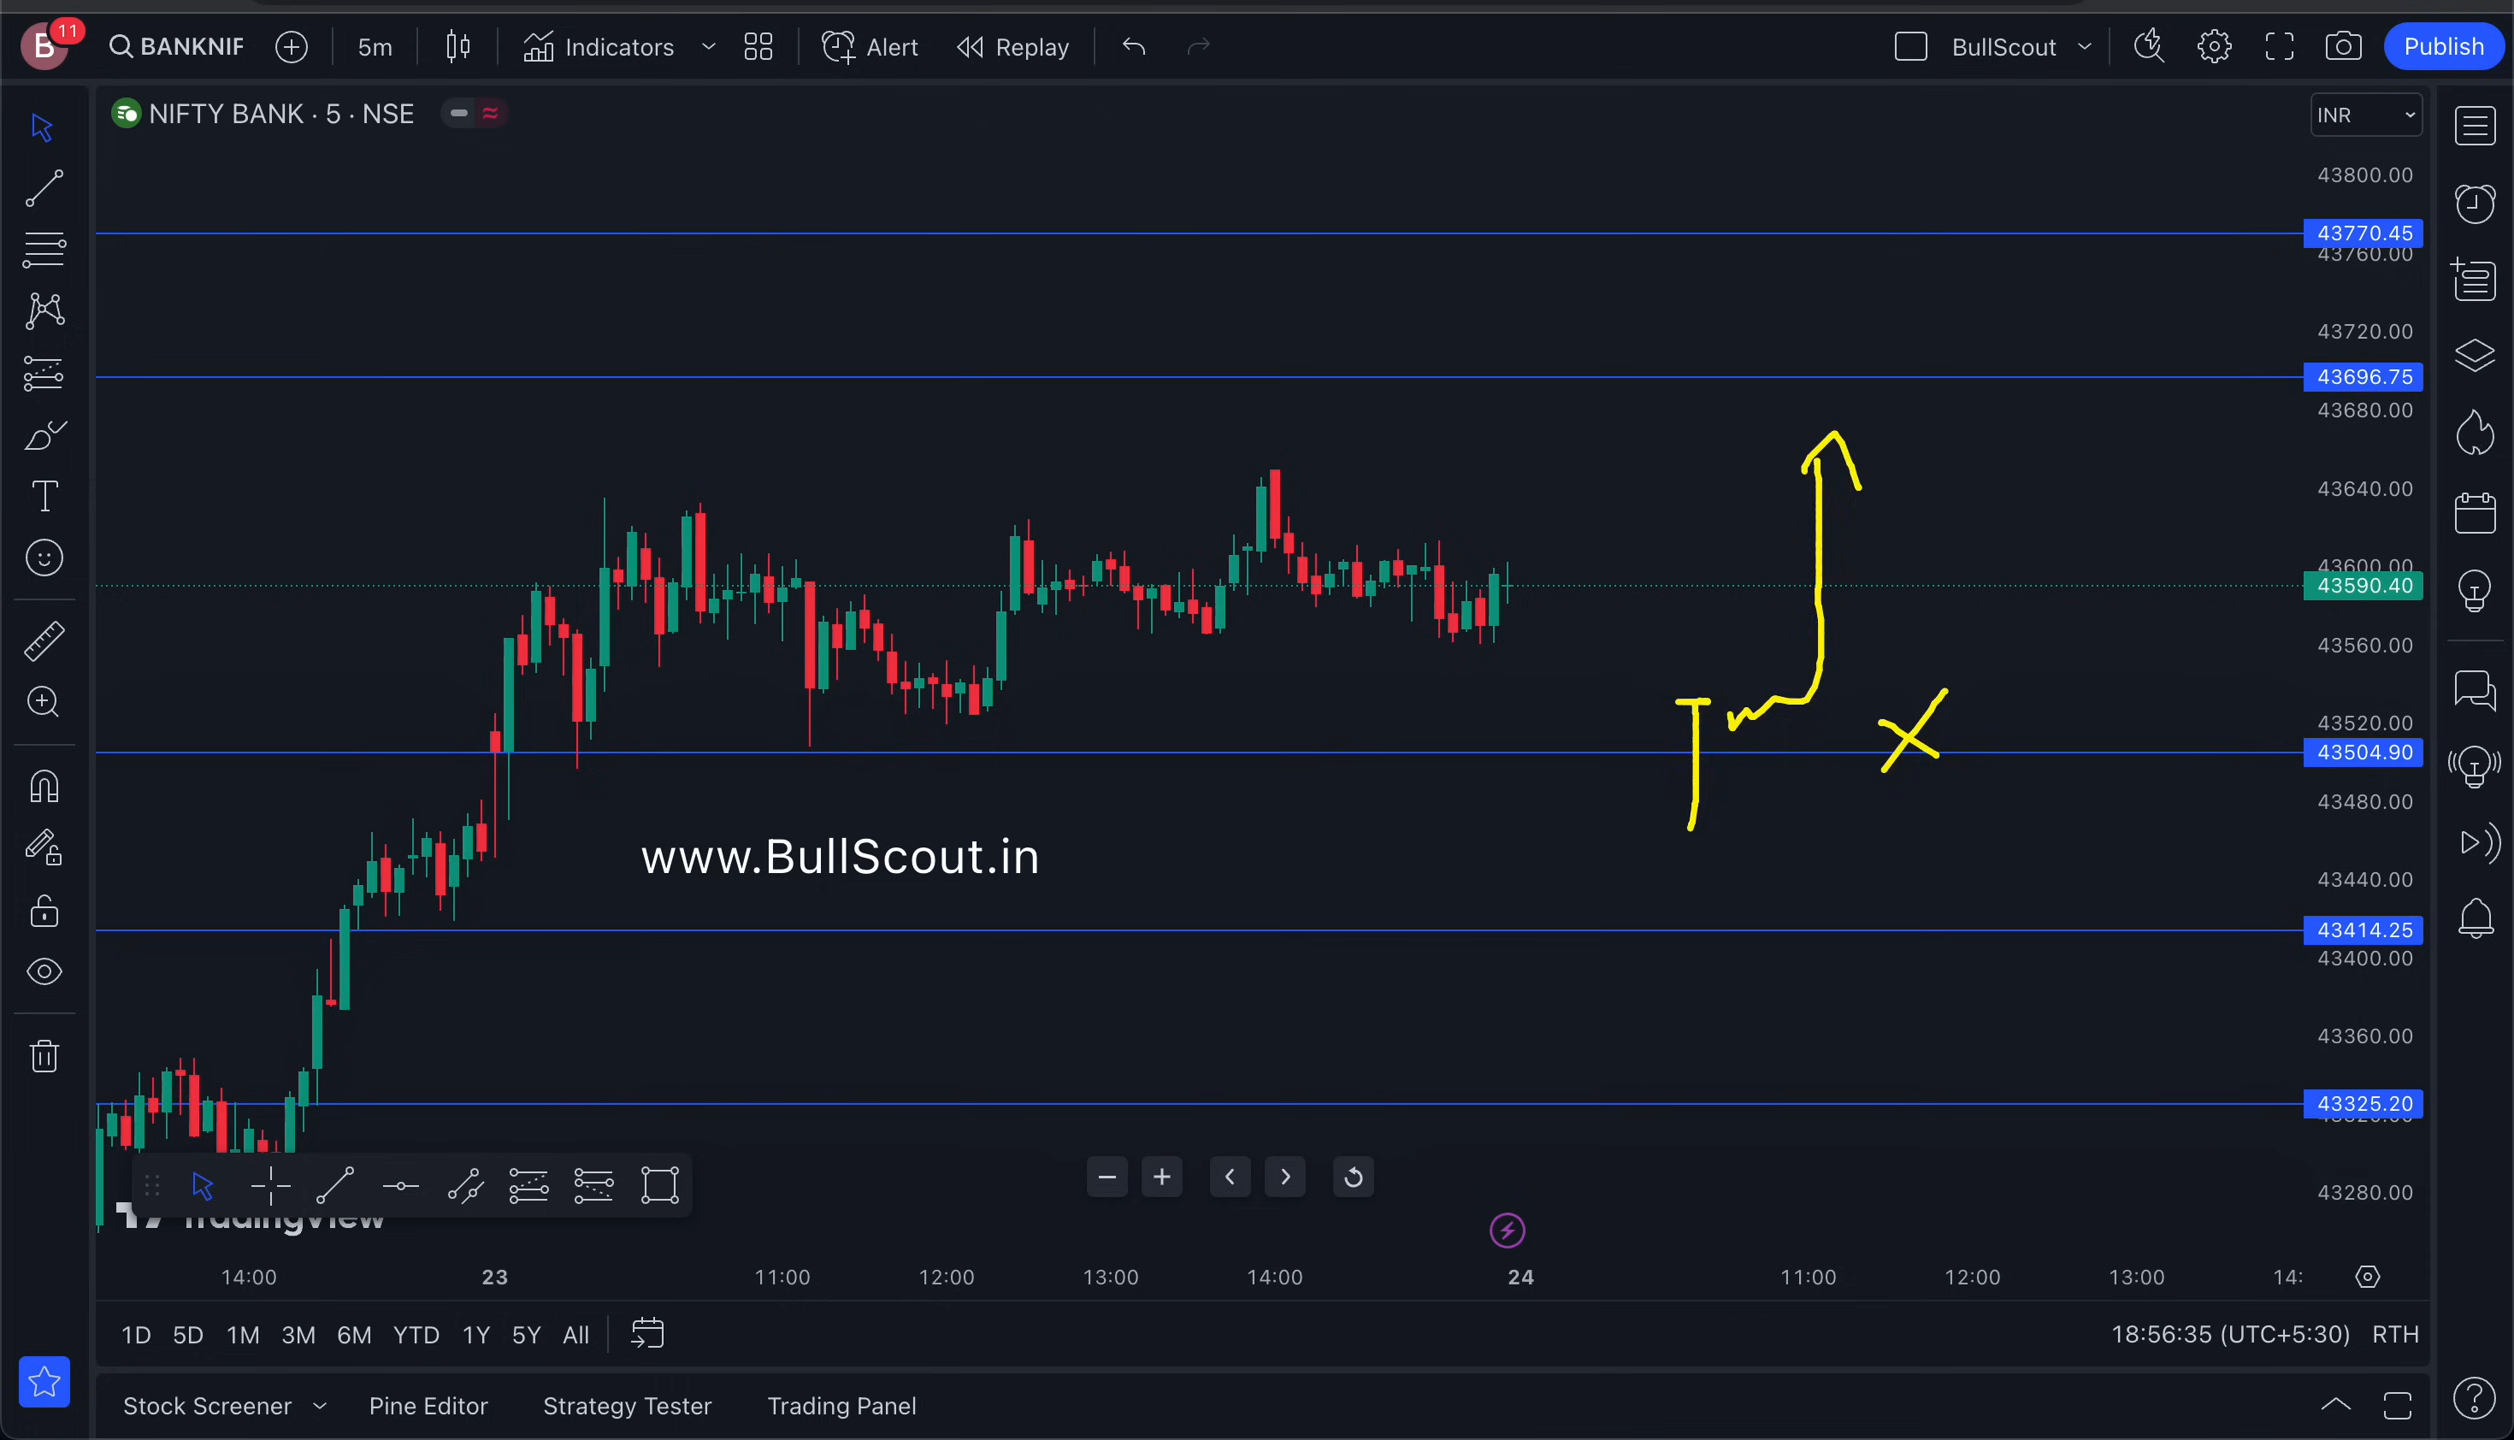 B 11 BANKNIF 5m Indicators Alert Replay BullScout Publish
NIFTY BANK · 5 · NSE
INR
43800.00
43770.45
43760.00
43720.00
43696.75
43680.00
43640.00
43600.00
43590.40
43560.00
43520.00
43504.90
43480.00
www.BullScout.in
43440.00
43414.25
43400.00
43360.00
43325.20
43280.00
TradingView
14:00 23 11:00 12:00 13:00 14:00 24 11:00 12:00 13:00 14:
1D 5D 1M 3M 6M YTD 1Y 5Y All 18:56:35 (UTC+5:30) RTH
Stock Screener Pine Editor Strategy Tester Trading Panel